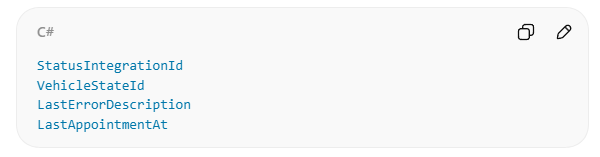 C#
StatusIntegrationId
VehicleStateId
LastErrorDescription
LastAppointmentAt